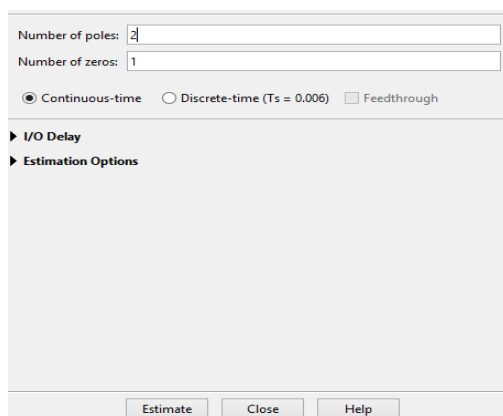 Number of poles: 2
Number of zeros: 1
Continuous-time Discrete-time (Ts = 0.006) Feedthrough
I/O Delay
Estimation Options
Estimate Close Help